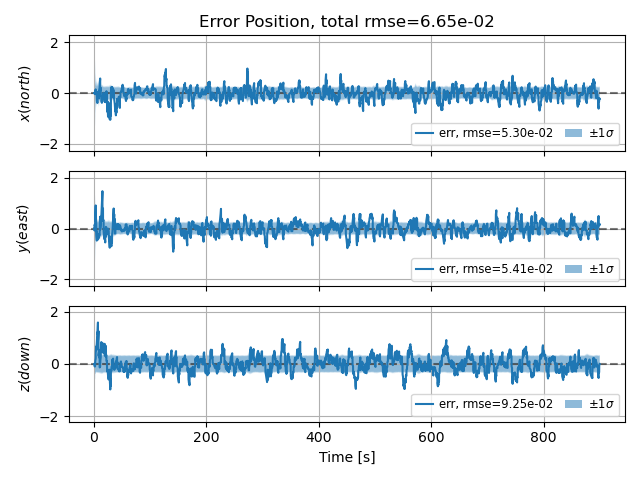 Error Position, total rmse=6.65e-02
2
0
−2
x(north)
err, rmse=5.30e-02 ±1σ
2
0
−2
y(east)
err, rmse=5.41e-02 ±1σ
2
0
−2
z(down)
err, rmse=9.25e-02 ±1σ
0 200 400 600 800
Time [s]